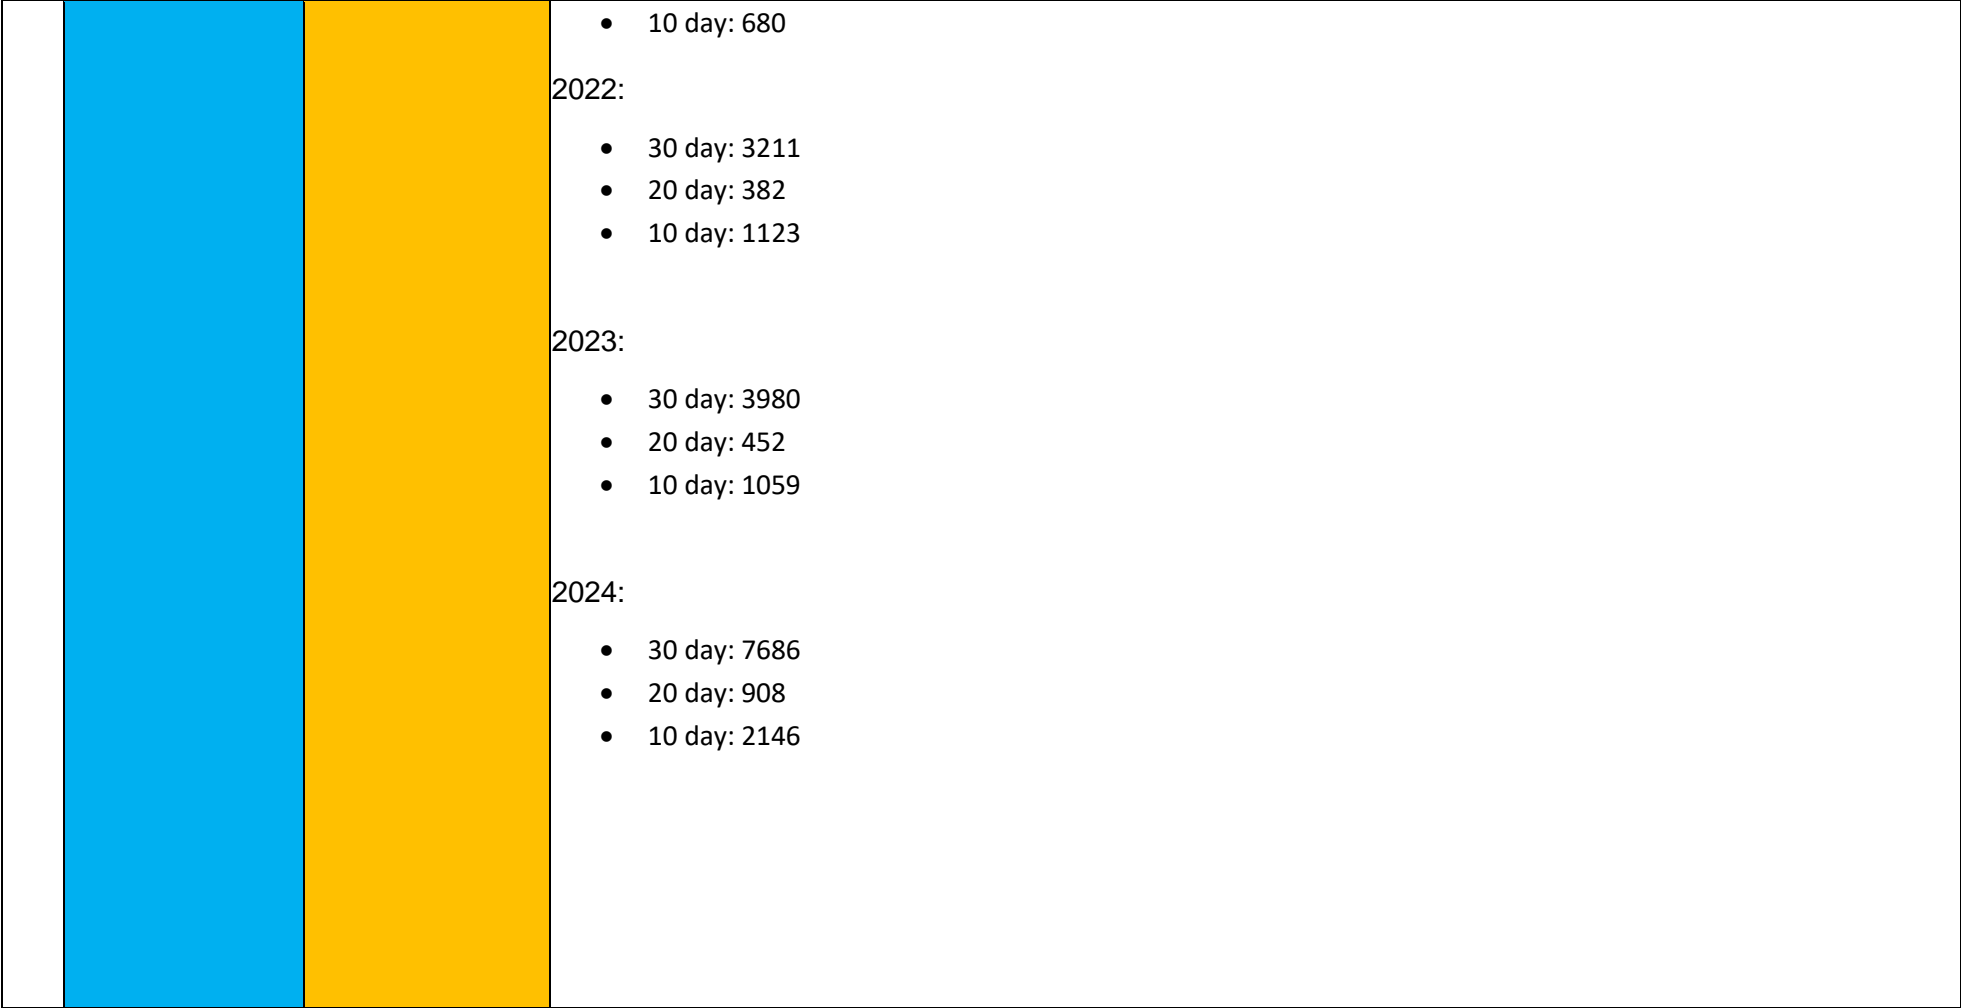 • 10 day: 680
2022:
• 30 day: 3211
• 20 day: 382
• 10 day: 1123
2023:
• 30 day: 3980
• 20 day: 452
• 10 day: 1059
2024:
• 30 day: 7686
• 20 day: 908
• 10 day: 2146